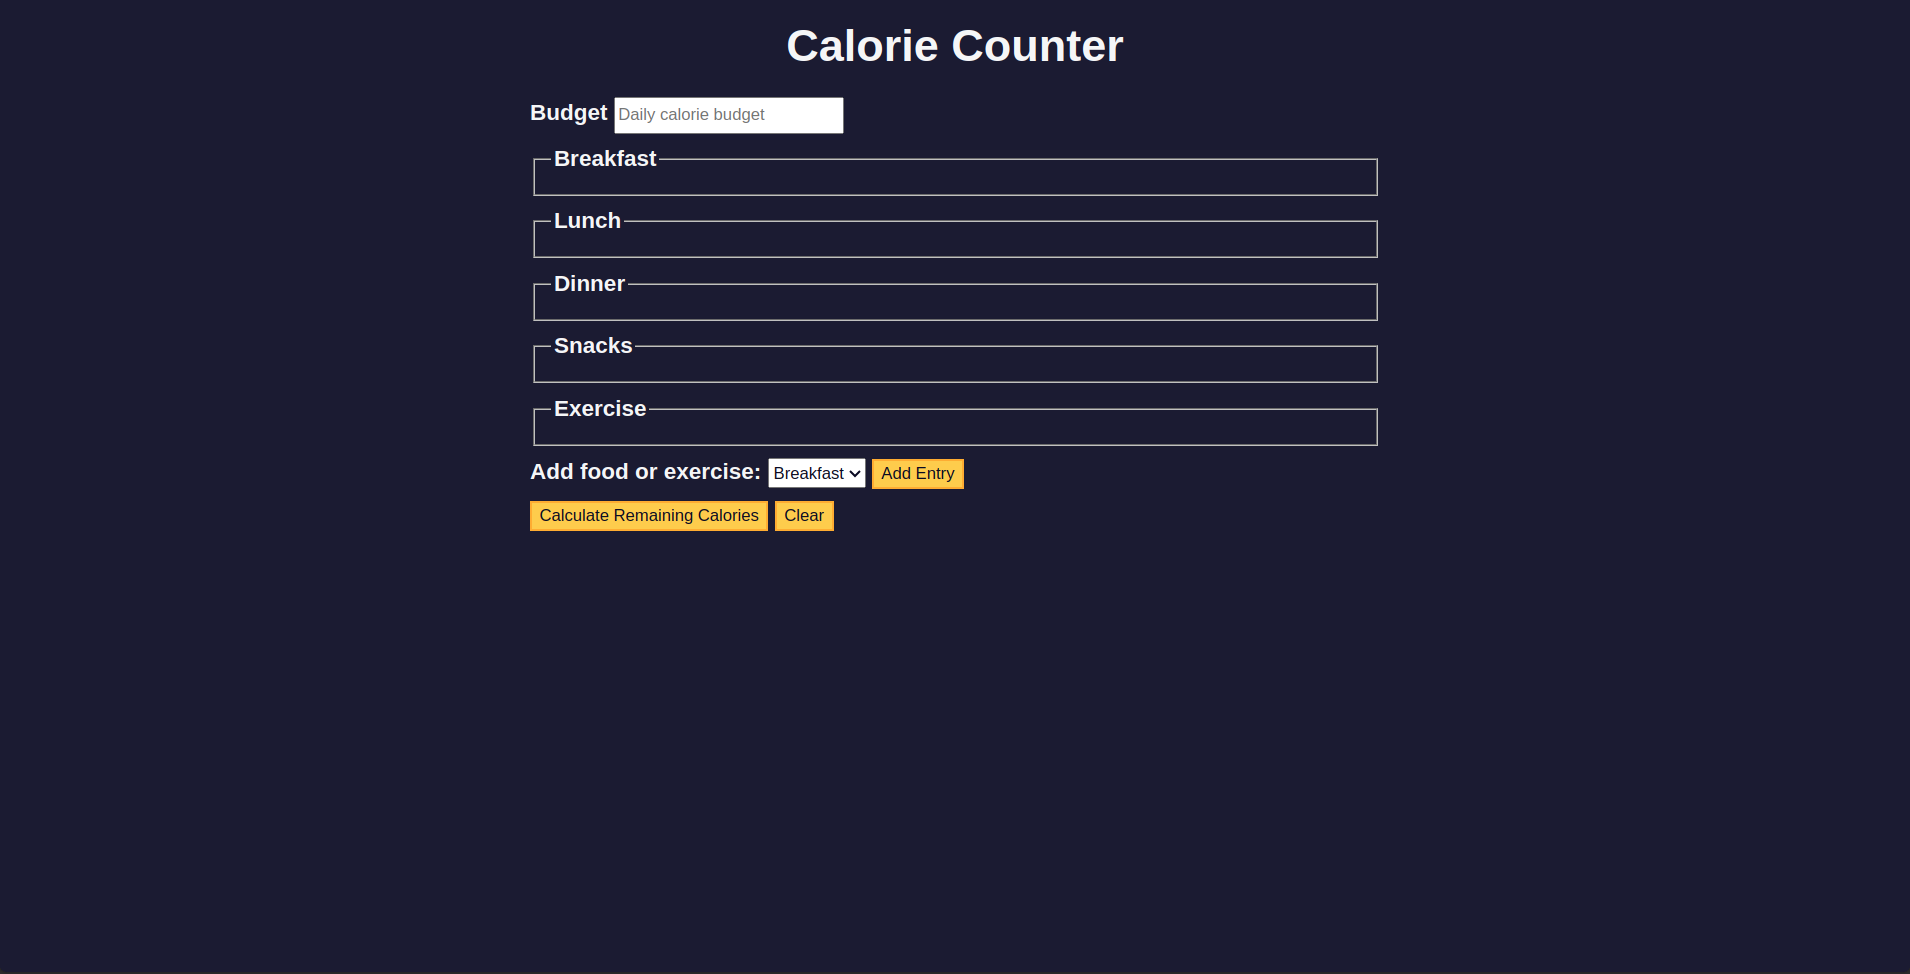 Calorie Counter
Budget Daily calorie budget
Breakfast
Lunch
Dinner
Snacks
Exercise
Add food or exercise: Breakfast Add Entry
Calculate Remaining Calories Clear